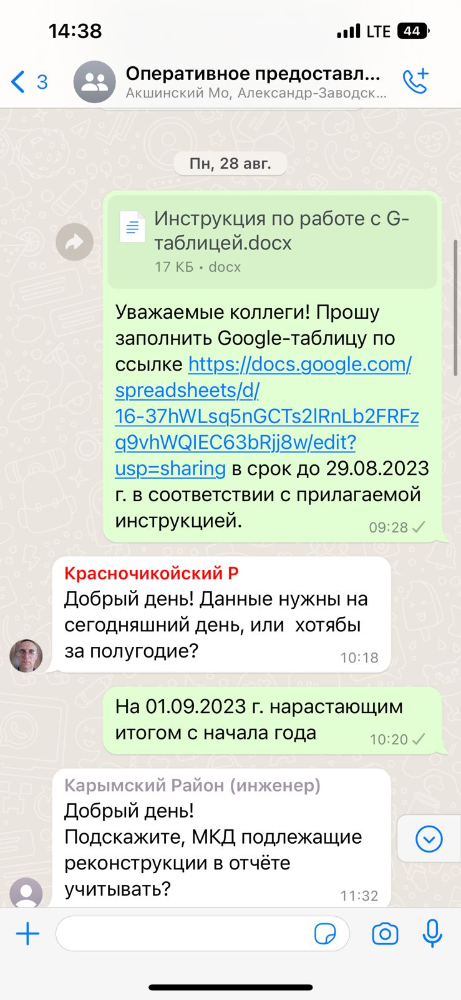 14:38
LTE 44
3
Оперативное предоставл...
Акшинский Мо, Александр-Заводск...
Пн, 28 авг.
Инструкция по работе с G-
таблицей.docx
17 КБ • docx
Уважаемые коллеги! Прошу
заполнить Google-таблицу по
ссылке https://docs.google.com/
spreadsheets/d/
16-37hWLsq5nGCTs2lRnLb2FRFz
q9vhWQIEC63bRjj8w/edit?
usp=sharing в срок до 29.08.2023
г. в соответствии с прилагаемой
инструкцией.
09:28
Красночикойский Р
Добрый день! Данные нужны на
сегодняшний день, или  хотябы
за полугодие?
10:18
На 01.09.2023 г. нарастающим
итогом с начала года
10:20
Карымский Район (инженер)
Добрый день!
Подскажите, МКД подлежащие
реконструкции в отчёте
учитывать?
11:32